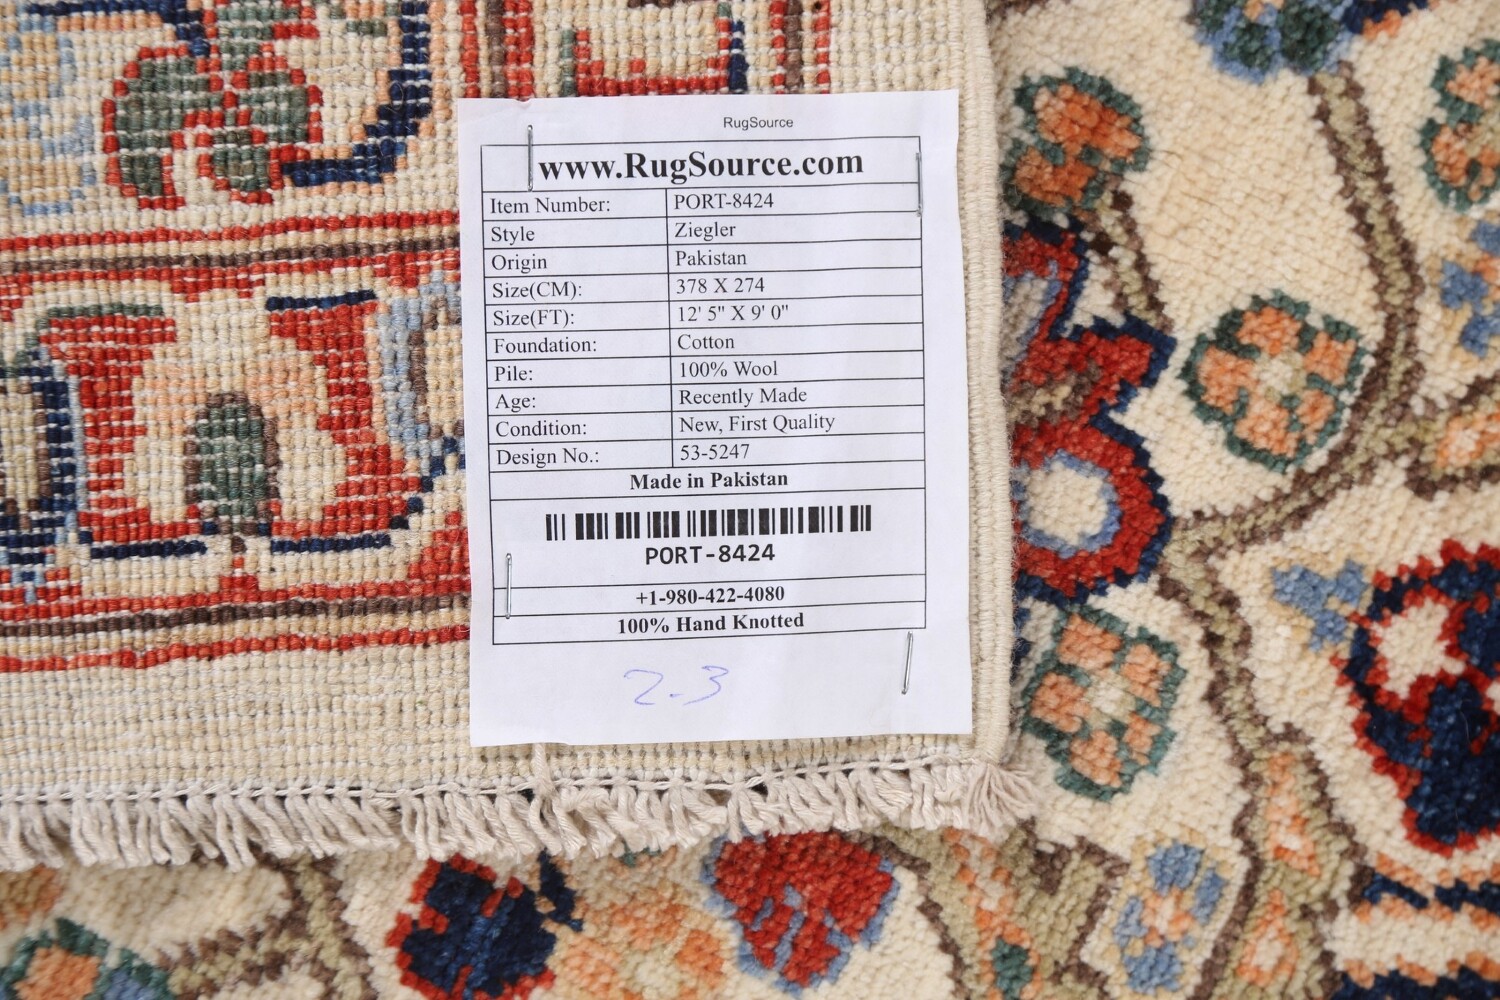 RugSource
www.RugSource.com
Item Number: PORT-8424
Style Ziegler
Origin Pakistan
Size(CM): 378 X 274
Size(FT): 12' 5" X 9' 0"
Foundation: Cotton
Pile: 100% Wool
Age: Recently Made
Condition: New, First Quality
Design No.: 53-5247
Made in Pakistan
PORT-8424
+1-980-422-4080
100% Hand Knotted
2-3